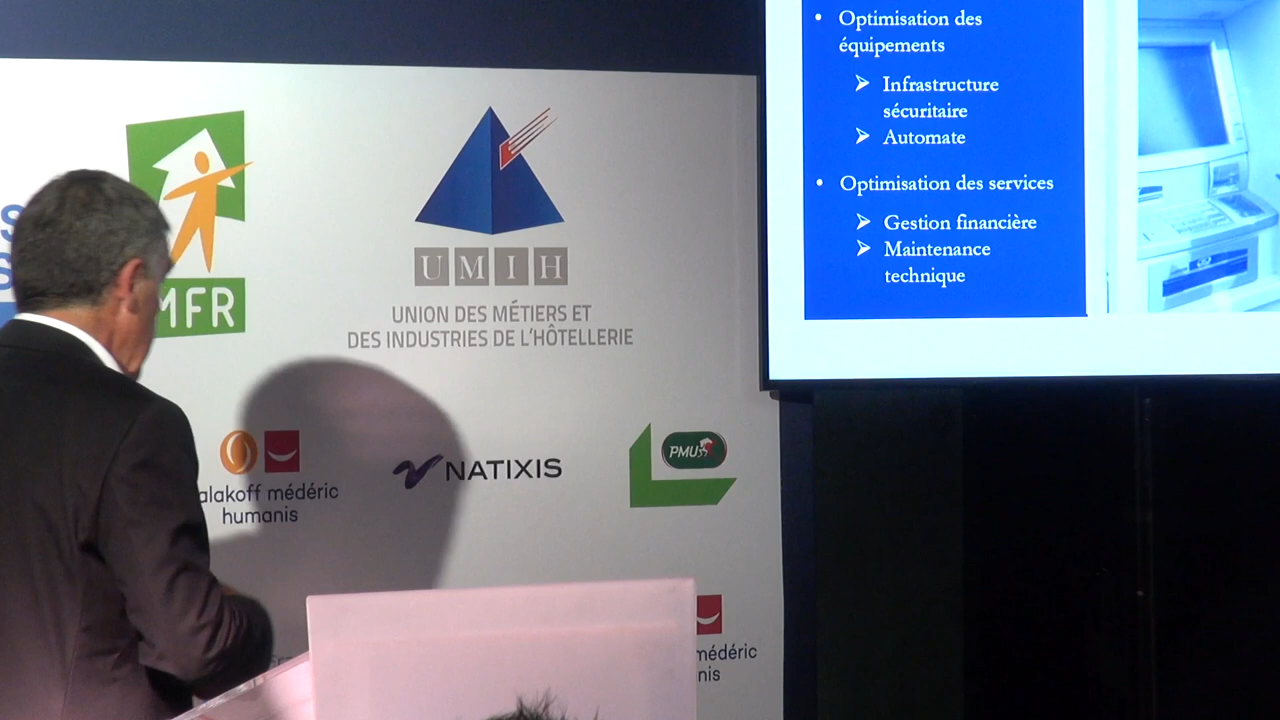 MFR
UMIH
UNION DES MÉTIERS ET
DES INDUSTRIES DE L'HÔTELLERIE
alakoff médéric
humanis
NATIXIS
PMU
médéric
nis
• Optimisation des
équipements
➢ Infrastructure
sécuritaire
➢ Automate
• Optimisation des services
➢ Gestion financière
➢ Maintenance
technique